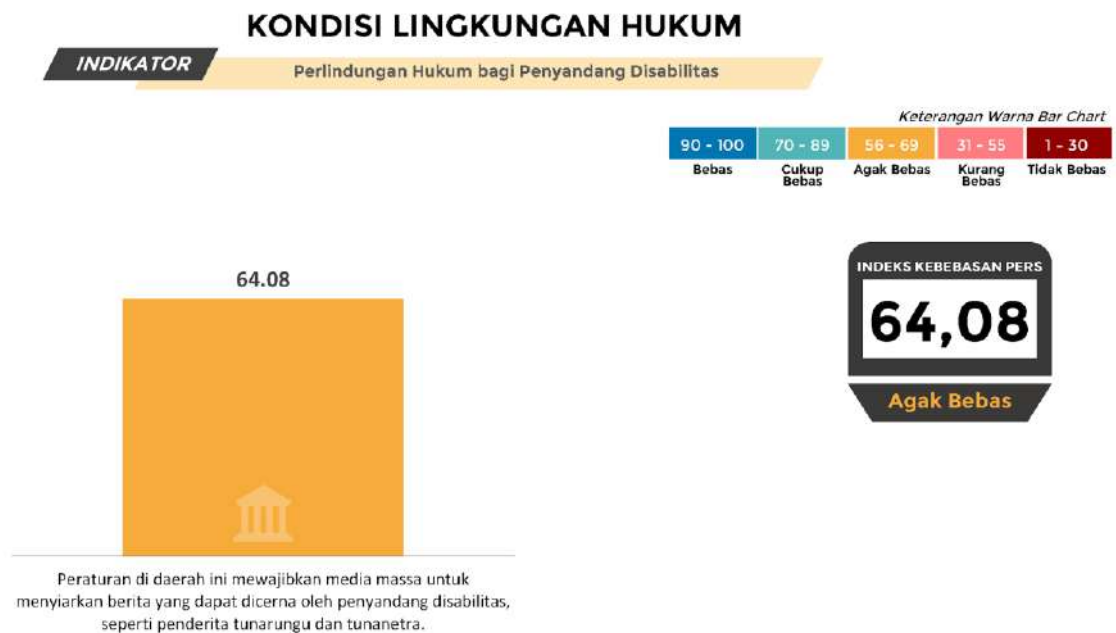 KONDISI LINGKUNGAN HUKUM
INDIKATOR
Perlindungan Hukum bagi Penyandang Disabilitas
Keterangan Warna Bar Chart
90 - 100 70 - 89 56 - 69 31 - 55 1 - 30
Bebas Cukup Bebas Agak Bebas Kurang Bebas Tidak Bebas
64.08
INDEKS KEBEBASAN PERS
64,08
Agak Bebas
Peraturan di daerah ini mewajibkan media massa untuk
menyiarkan berita yang dapat dicerna oleh penyandang disabilitas,
seperti penderita tunarungu dan tunanetra.